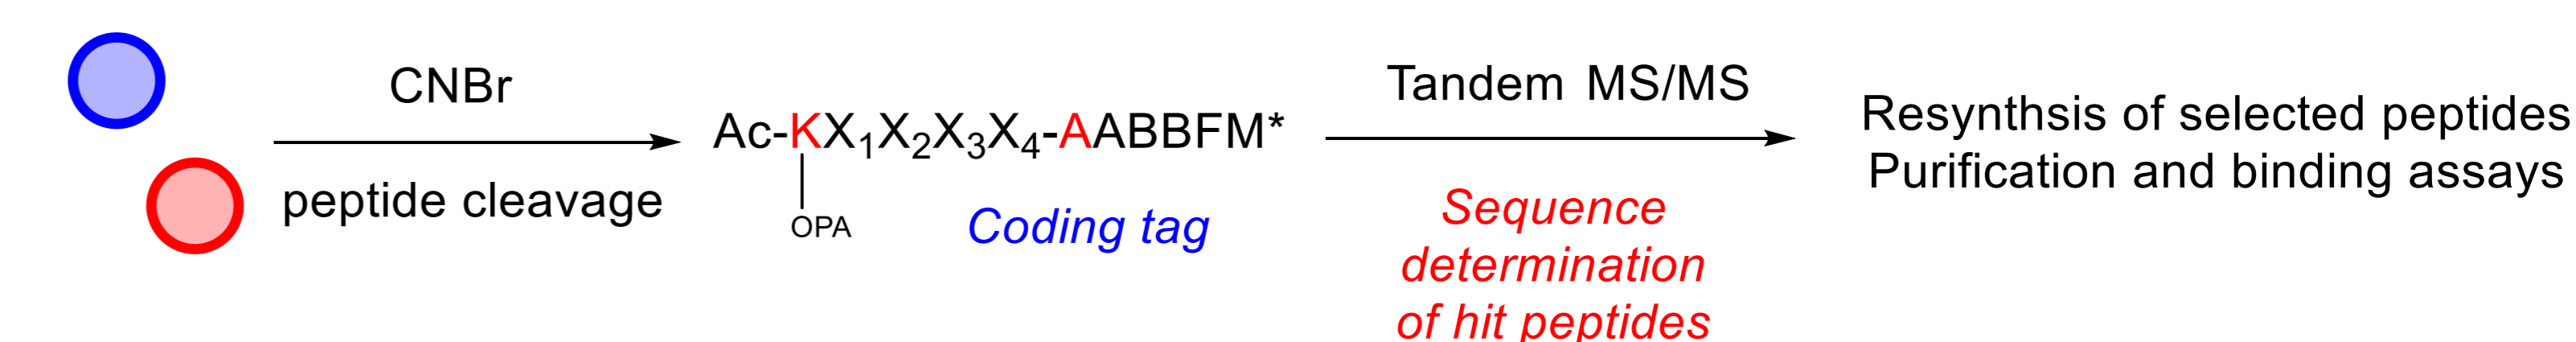 CNBr
peptide cleavage
Ac-KX₁X₂X₃X₄-AABBFM*
OPA
Coding tag
Tandem MS/MS
Sequence
determination
of hit peptides
Resynthsis of selected peptides
Purification and binding assays